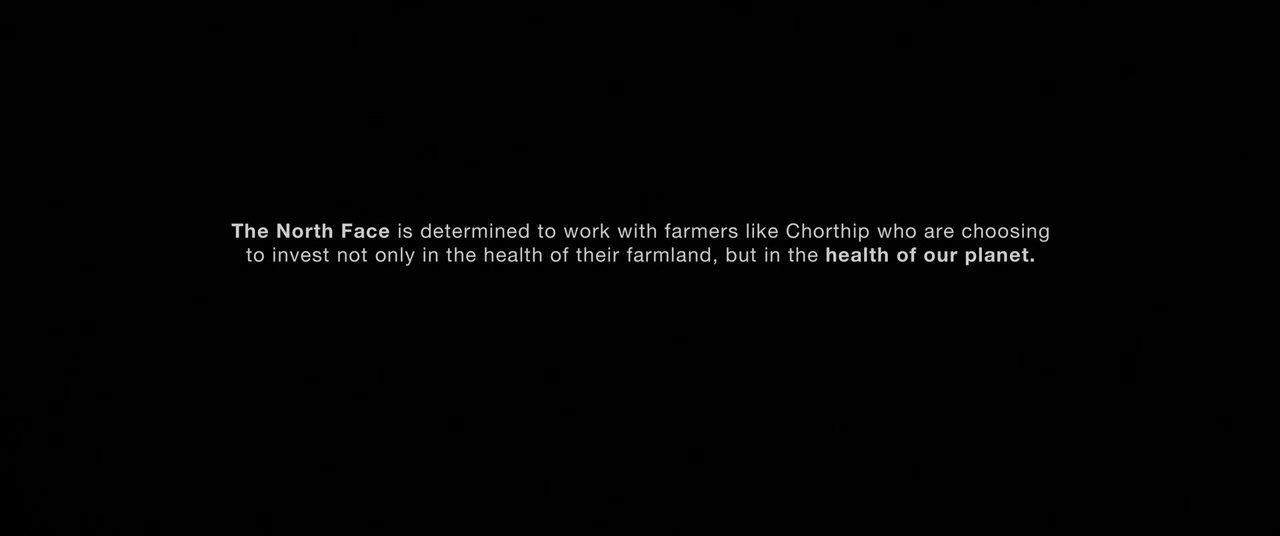 The North Face is determined to work with farmers like Chorthip who are choosing
to invest not only in the health of their farmland, but in the health of our planet.